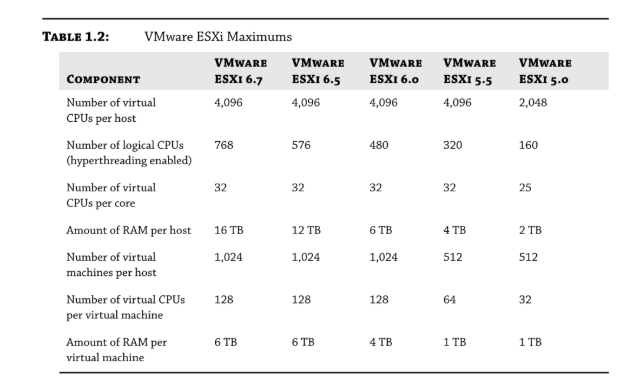 TABLE 1.2: VMware ESXi Maximums
VMWARE VMWARE VMWARE VMWARE VMWARE
COMPONENT ESXI 6.7 ESXI 6.5 ESXI 6.0 ESXI 5.5 ESXI 5.0
Number of virtual 4,096 4,096 4,096 4,096 2,048
CPUs per host
Number of logical CPUs 768 576 480 320 160
(hyperthreading enabled)
Number of virtual 32 32 32 32 25
CPUs per core
Amount of RAM per host 16 TB 12 TB 6 TB 4 TB 2 TB
Number of virtual 1,024 1,024 1,024 512 512
machines per host
Number of virtual CPUs 128 128 128 64 32
per virtual machine
Amount of RAM per 6 TB 6 TB 4 TB 1 TB 1 TB
virtual machine